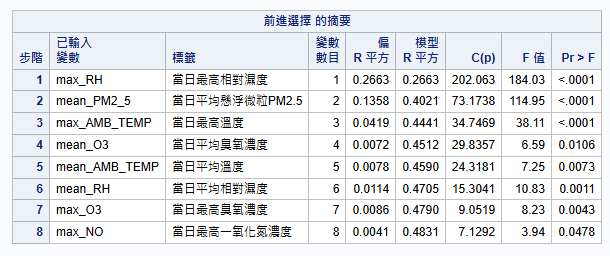 前進選擇 的摘要
步階 已輸入變數 標籤 變數數目 偏 R 平方 模型 R 平方 C(p) F 值 Pr > F
1 max_RH 當日最高相對濕度 1 0.2663 0.2663 202.063 184.03 <.0001
2 mean_PM2_5 當日平均懸浮微粒PM2.5 2 0.1358 0.4021 73.1738 114.95 <.0001
3 max_AMB_TEMP 當日最高溫度 3 0.0419 0.4441 34.7469 38.11 <.0001
4 mean_O3 當日平均臭氧濃度 4 0.0072 0.4512 29.8357 6.59 0.0106
5 mean_AMB_TEMP 當日平均溫度 5 0.0078 0.4590 24.3181 7.25 0.0073
6 mean_RH 當日平均相對濕度 6 0.0114 0.4705 15.3041 10.83 0.0011
7 max_O3 當日最高臭氧濃度 7 0.0086 0.4790 9.0519 8.23 0.0043
8 max_NO 當日最高一氧化氮濃度 8 0.0041 0.4831 7.1292 3.94 0.0478